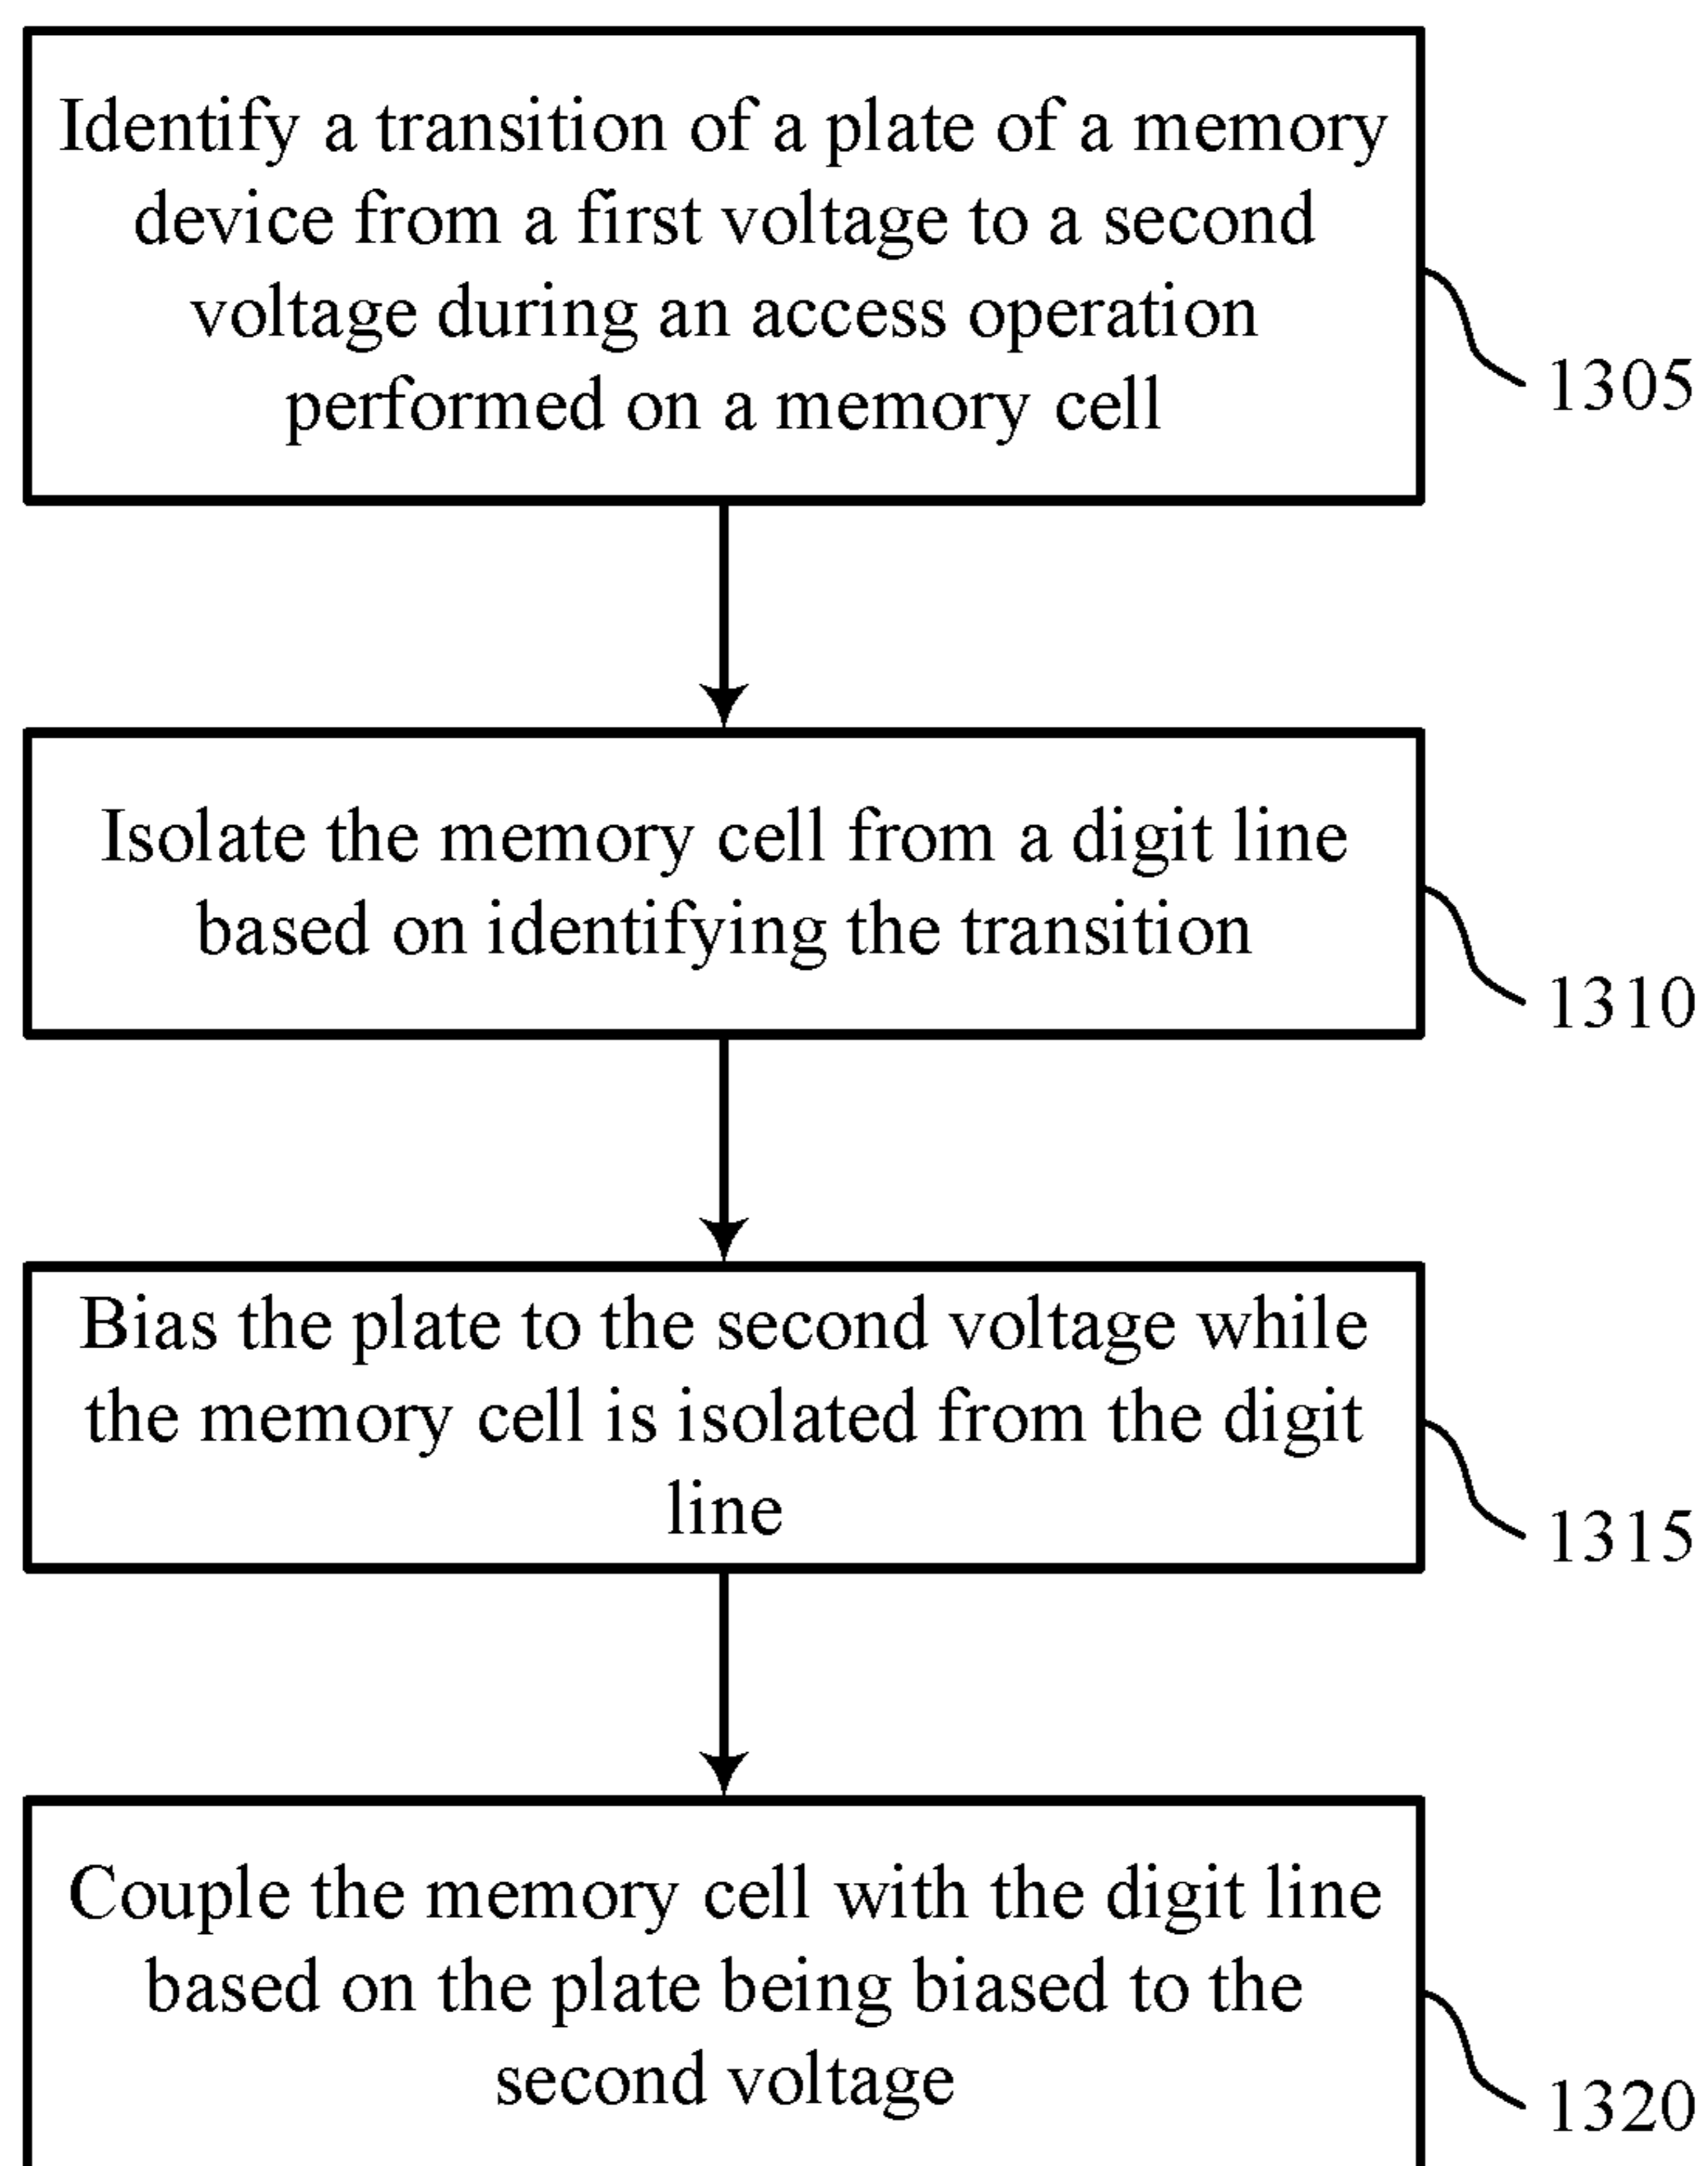 Identify a transition of a plate of a memory
device from a first voltage to a second
voltage during an access operation
performed on a memory cell
1305
Isolate the memory cell from a digit line
based on identifying the transition
1310
Bias the plate to the second voltage while
the memory cell is isolated from the digit
line
1315
Couple the memory cell with the digit line
based on the plate being biased to the
second voltage
1320